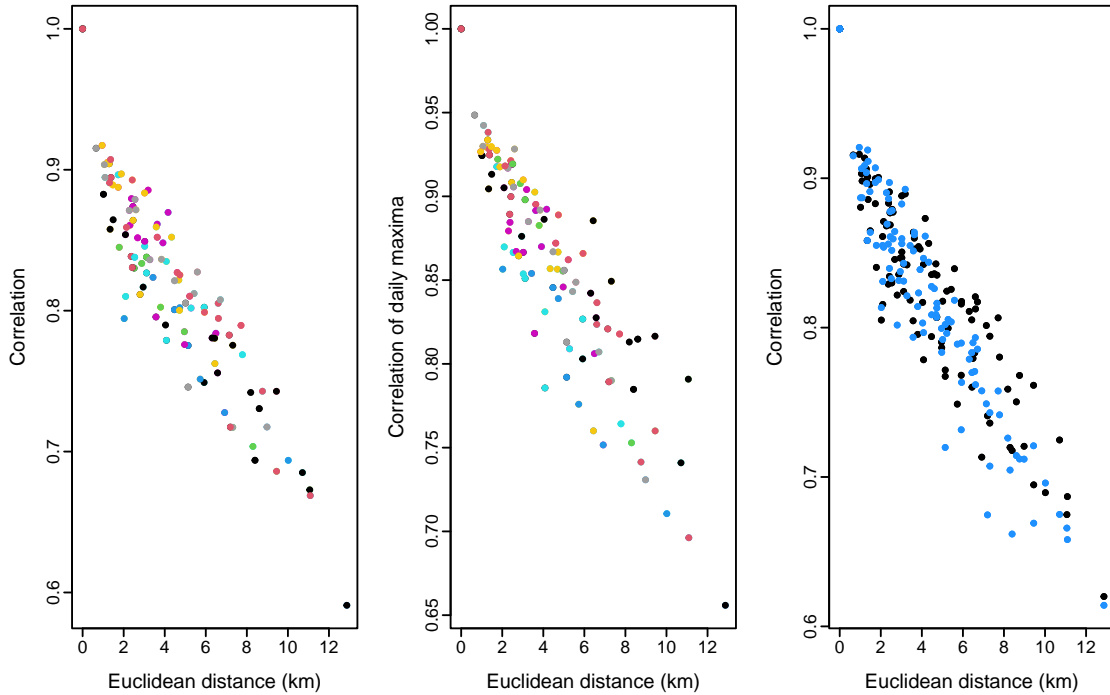 Correlation
1.0
0.9
0.8
0.7
0.6
0 2 4 6 8 10 12
Euclidean distance (km)
Correlation of daily maxima
1.00
0.95
0.90
0.85
0.80
0.75
0.70
0.65
0 2 4 6 8 10 12
Euclidean distance (km)
Correlation
1.0
0.9
0.8
0.7
0.6
0 2 4 6 8 10 12
Euclidean distance (km)